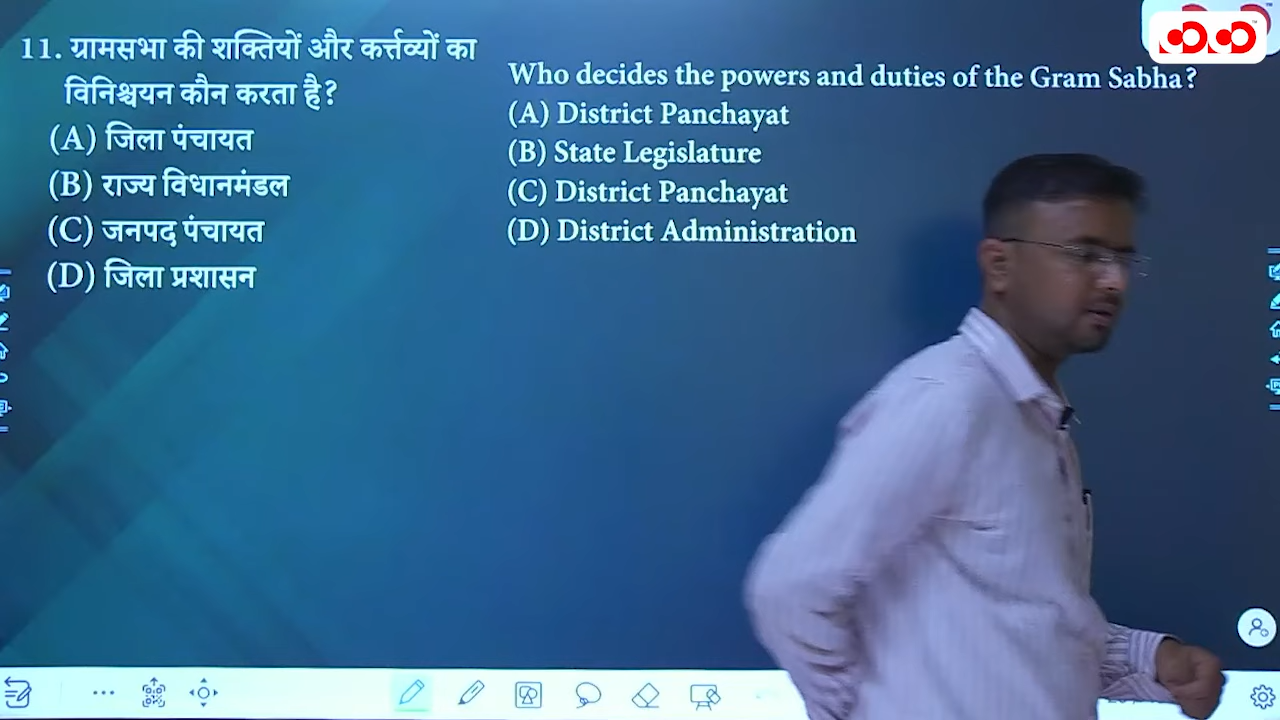 11. ग्रामसभा की शक्तियों और कर्त्तव्यों का
विनिश्चयन कौन करता है?
(A) जिला पंचायत
(B) राज्य विधानमंडल
(C) जनपद पंचायत
(D) जिला प्रशासन
Who decides the powers and duties of the Gram Sabha?
(A) District Panchayat
(B) State Legislature
(C) District Panchayat
(D) District Administration